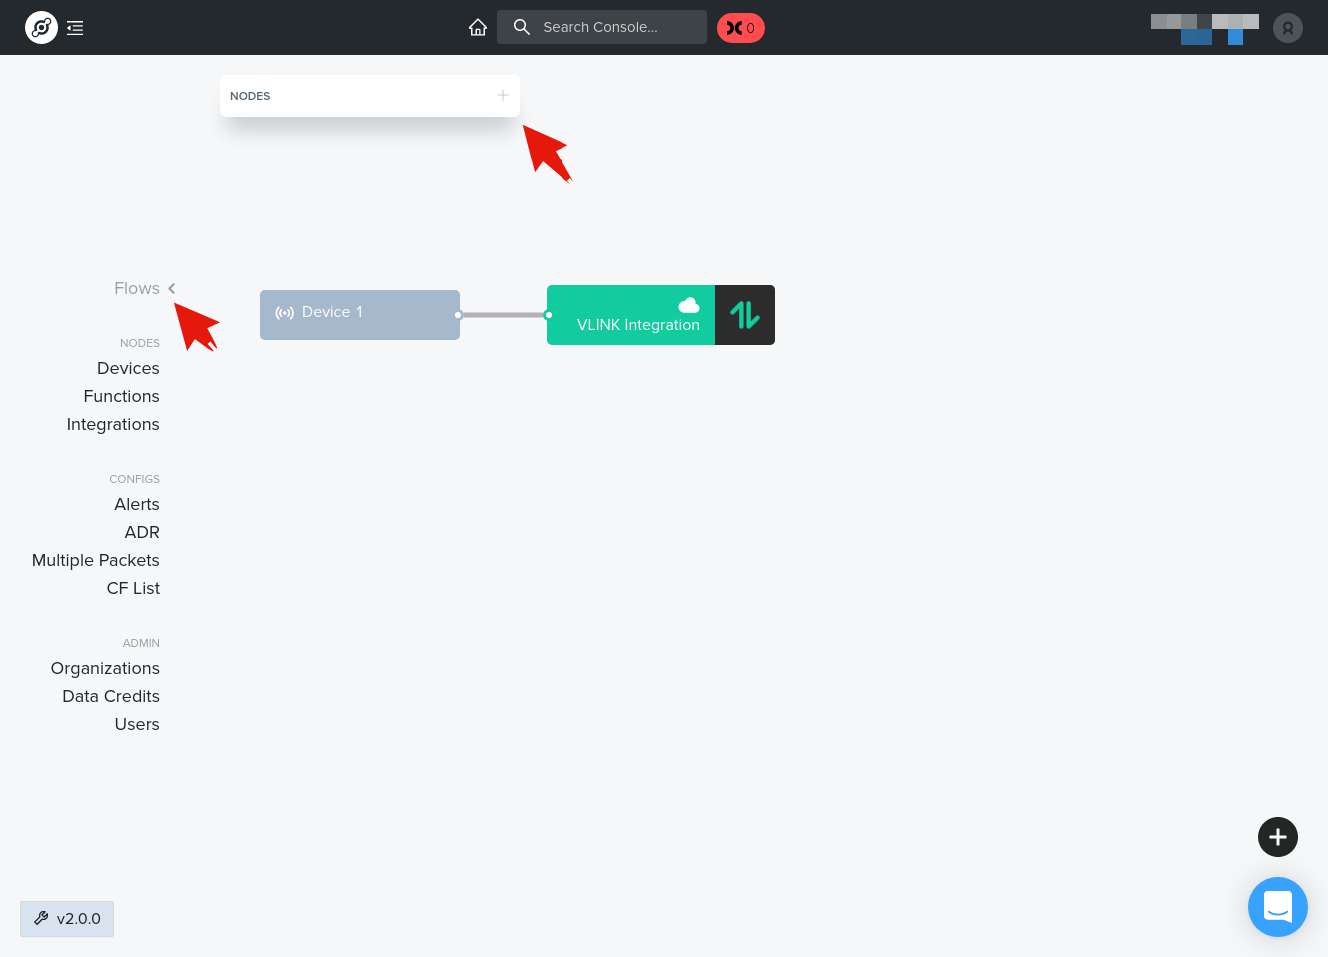 Search Console...
0
NODES
Flows
Device 1
VLINK Integration
NODES
Devices
Functions
Integrations
CONFIGS
Alerts
ADR
Multiple Packets
CF List
ADMIN
Organizations
Data Credits
Users
v2.0.0